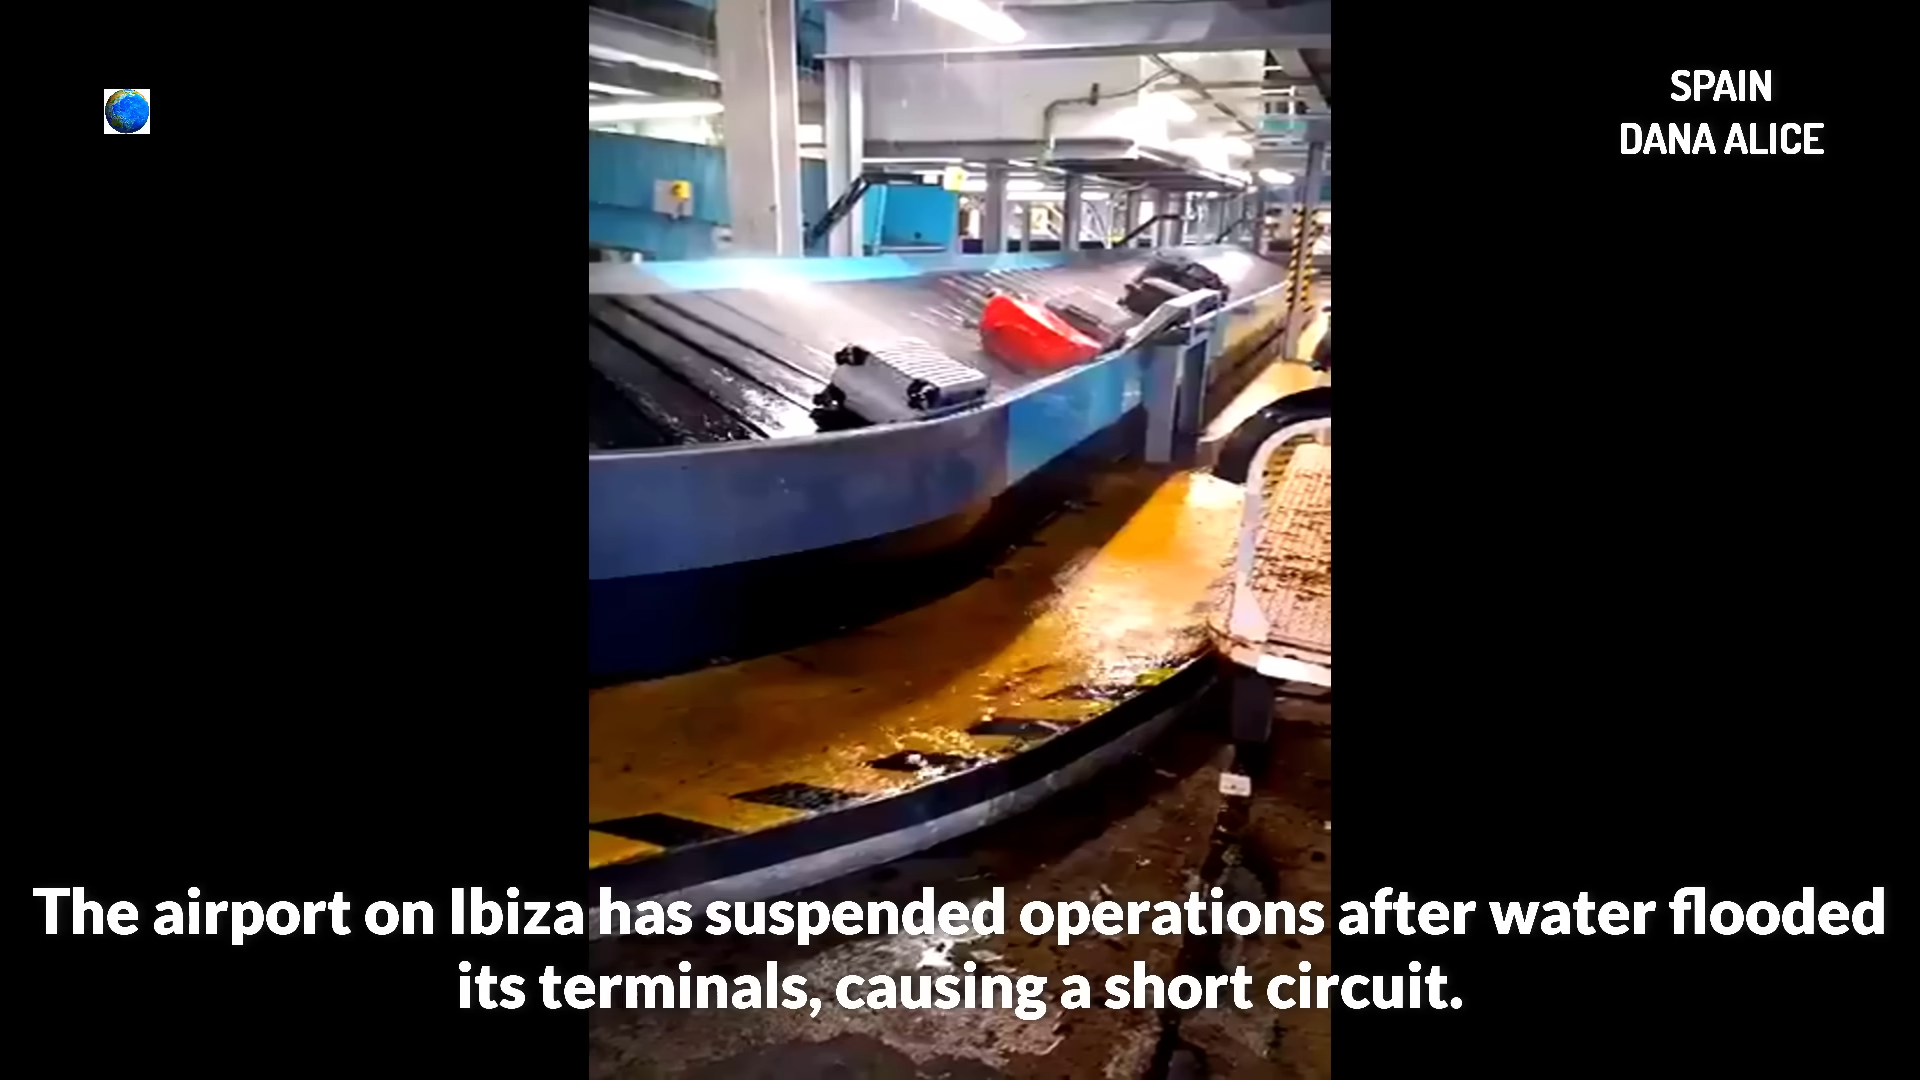 SPAIN
DANA ALICE
The airport on Ibiza has suspended operations after water flooded
its terminals, causing a short circuit.